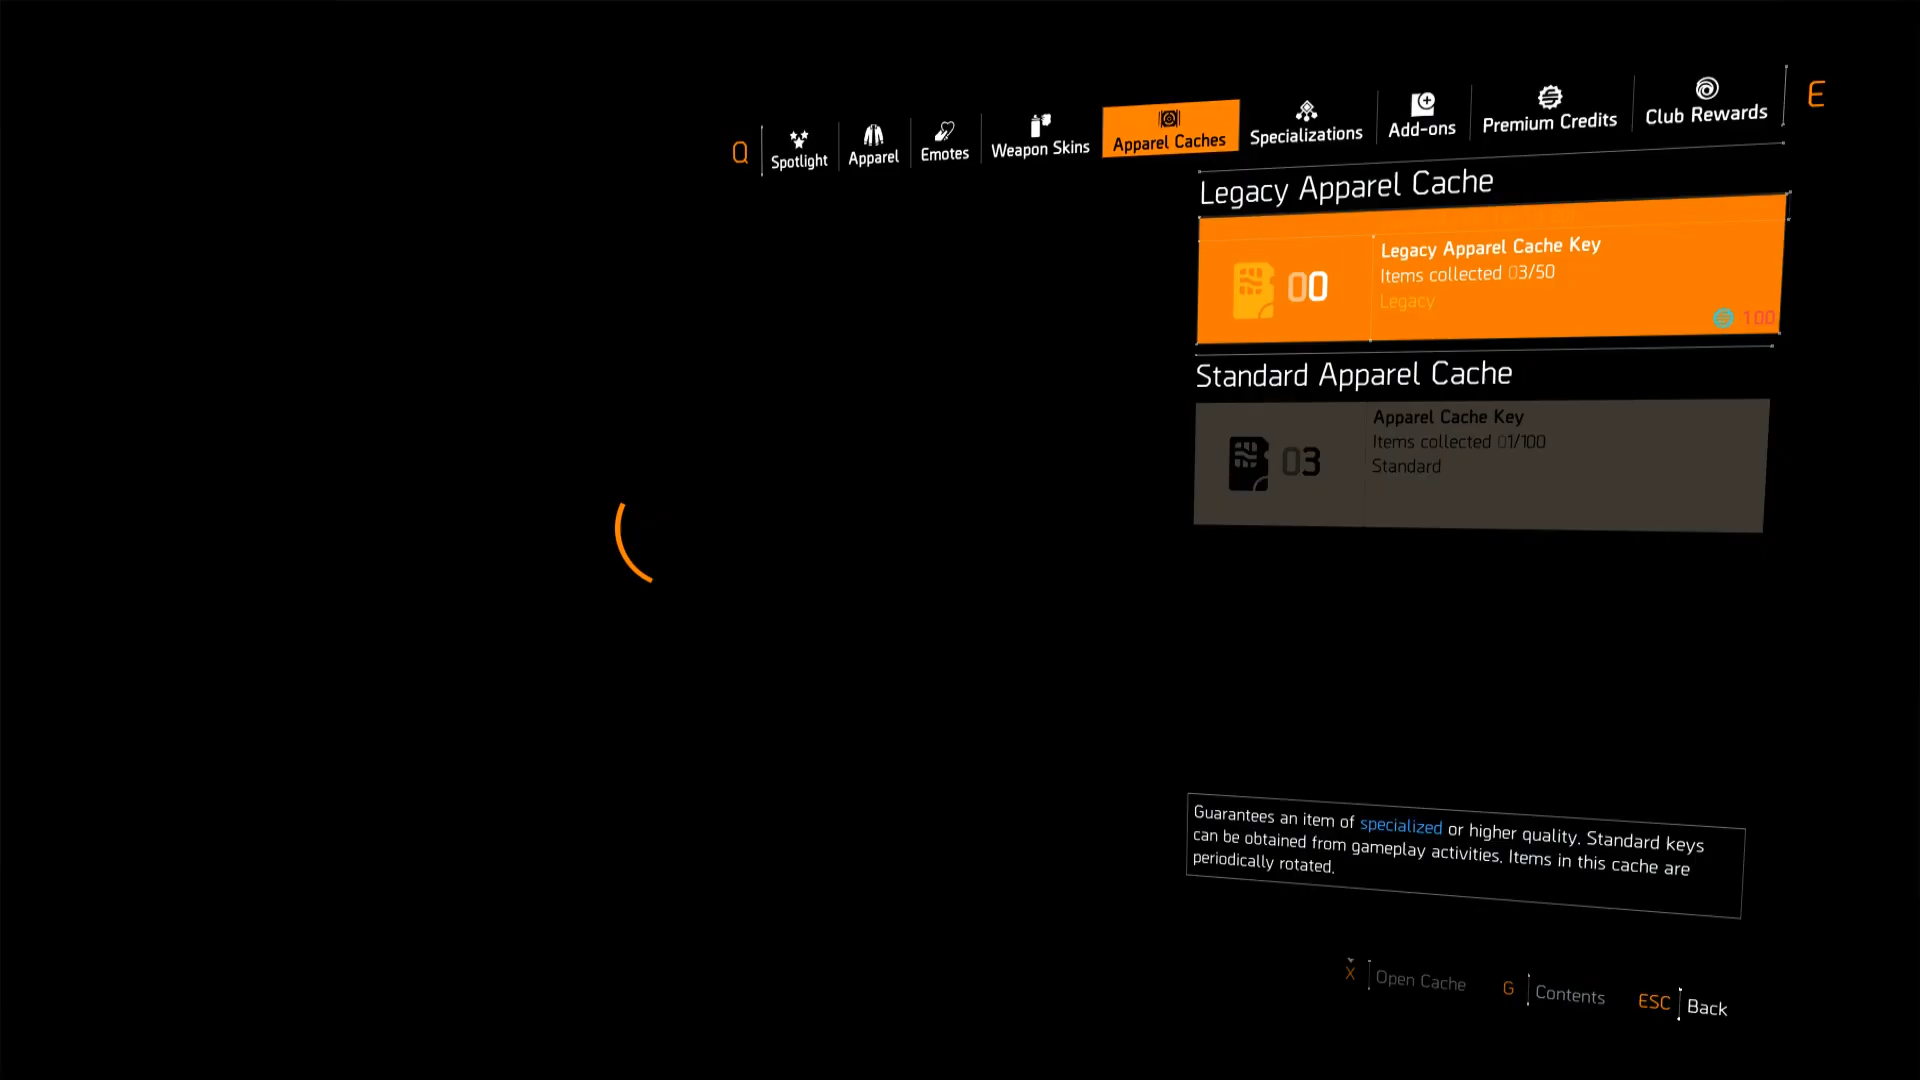 Q
Spotlight
Apparel
Emotes
Weapon Skins
Apparel Caches
Specializations
Add-ons
Premium Credits
Club Rewards
E
Legacy Apparel Cache
00
Legacy Apparel Cache Key
Items collected 03/50
Legacy
100
Standard Apparel Cache
03
Apparel Cache Key
Items collected 01/100
Standard
Guarantees an item of specialized or higher quality. Standard keys
can be obtained from gameplay activities. Items in this cache are
periodically rotated.
X Open Cache
G Contents
ESC Back